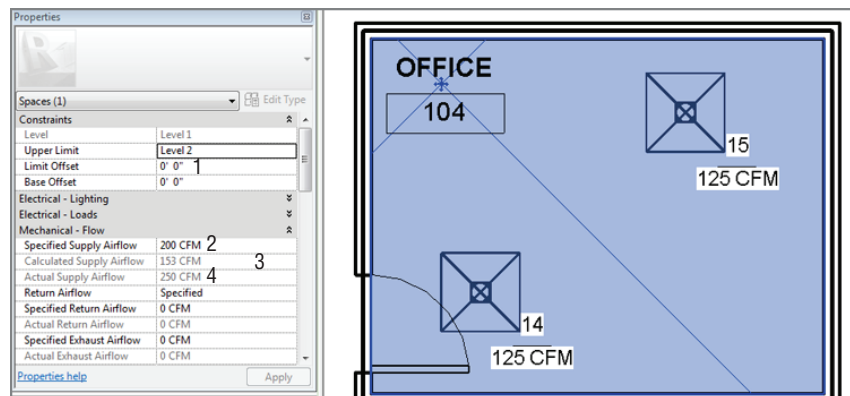 Properties
Spaces (1) Edit Type
Constraints
Level Level 1
Upper Limit Level 2
Limit Offset 0' 0" 1
Base Offset 0' 0"
Electrical - Lighting
Electrical - Loads
Mechanical - Flow
Specified Supply Airflow 200 CFM 2
Calculated Supply Airflow 153 CFM 3
Actual Supply Airflow 250 CFM 4
Return Airflow Specified
Specified Return Airflow 0 CFM
Actual Return Airflow 0 CFM
Specified Exhaust Airflow 0 CFM
Actual Exhaust Airflow 0 CFM
Properties help Apply
OFFICE
104
15
125 CFM
14
125 CFM